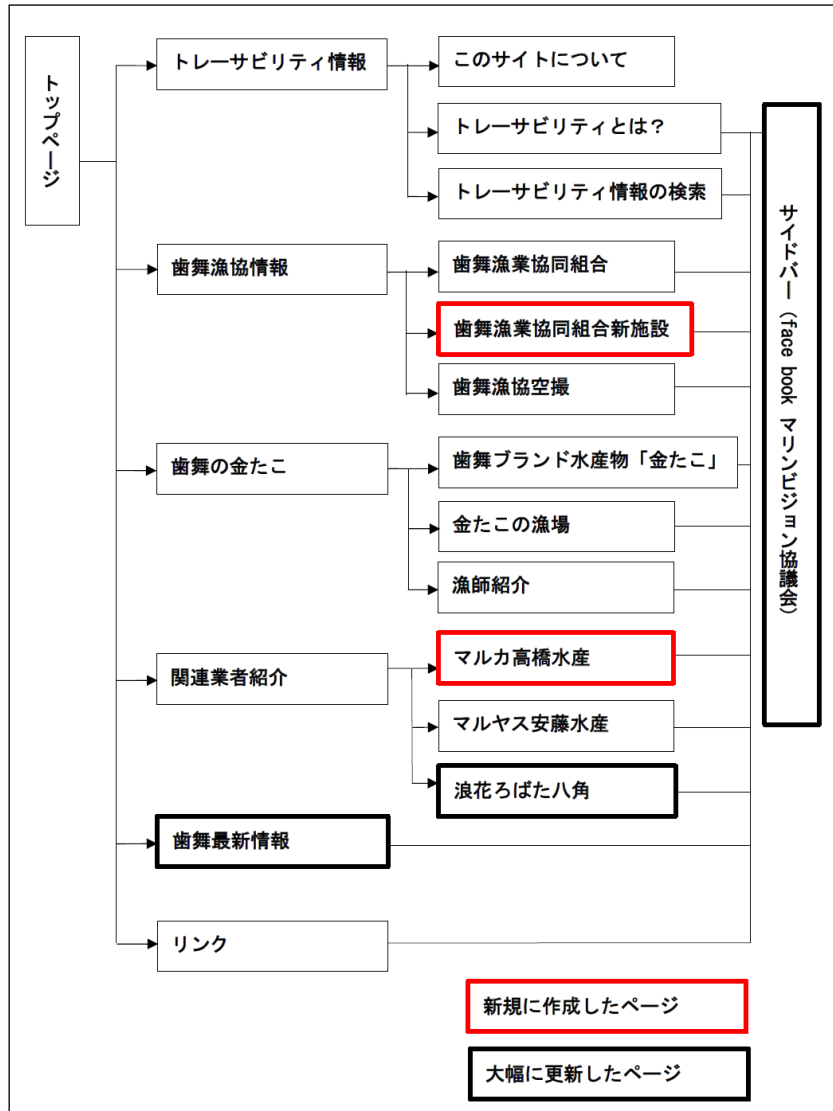 トップページ
トレーサビリティ情報
このサイトについて
トレーサビリティとは？
トレーサビリティ情報の検索
歯舞漁協情報
歯舞漁業協同組合
歯舞漁業協同組合新施設
歯舞漁協空撮
歯舞の金たこ
歯舞ブランド水産物「金たこ」
金たこの漁場
漁師紹介
関連業者紹介
マルカ高橋水産
マルヤス安藤水産
浪花ろばた八角
歯舞最新情報
リンク
サイドバー（face book マリンビジョン協議会）
新規に作成したページ
大幅に更新したページ